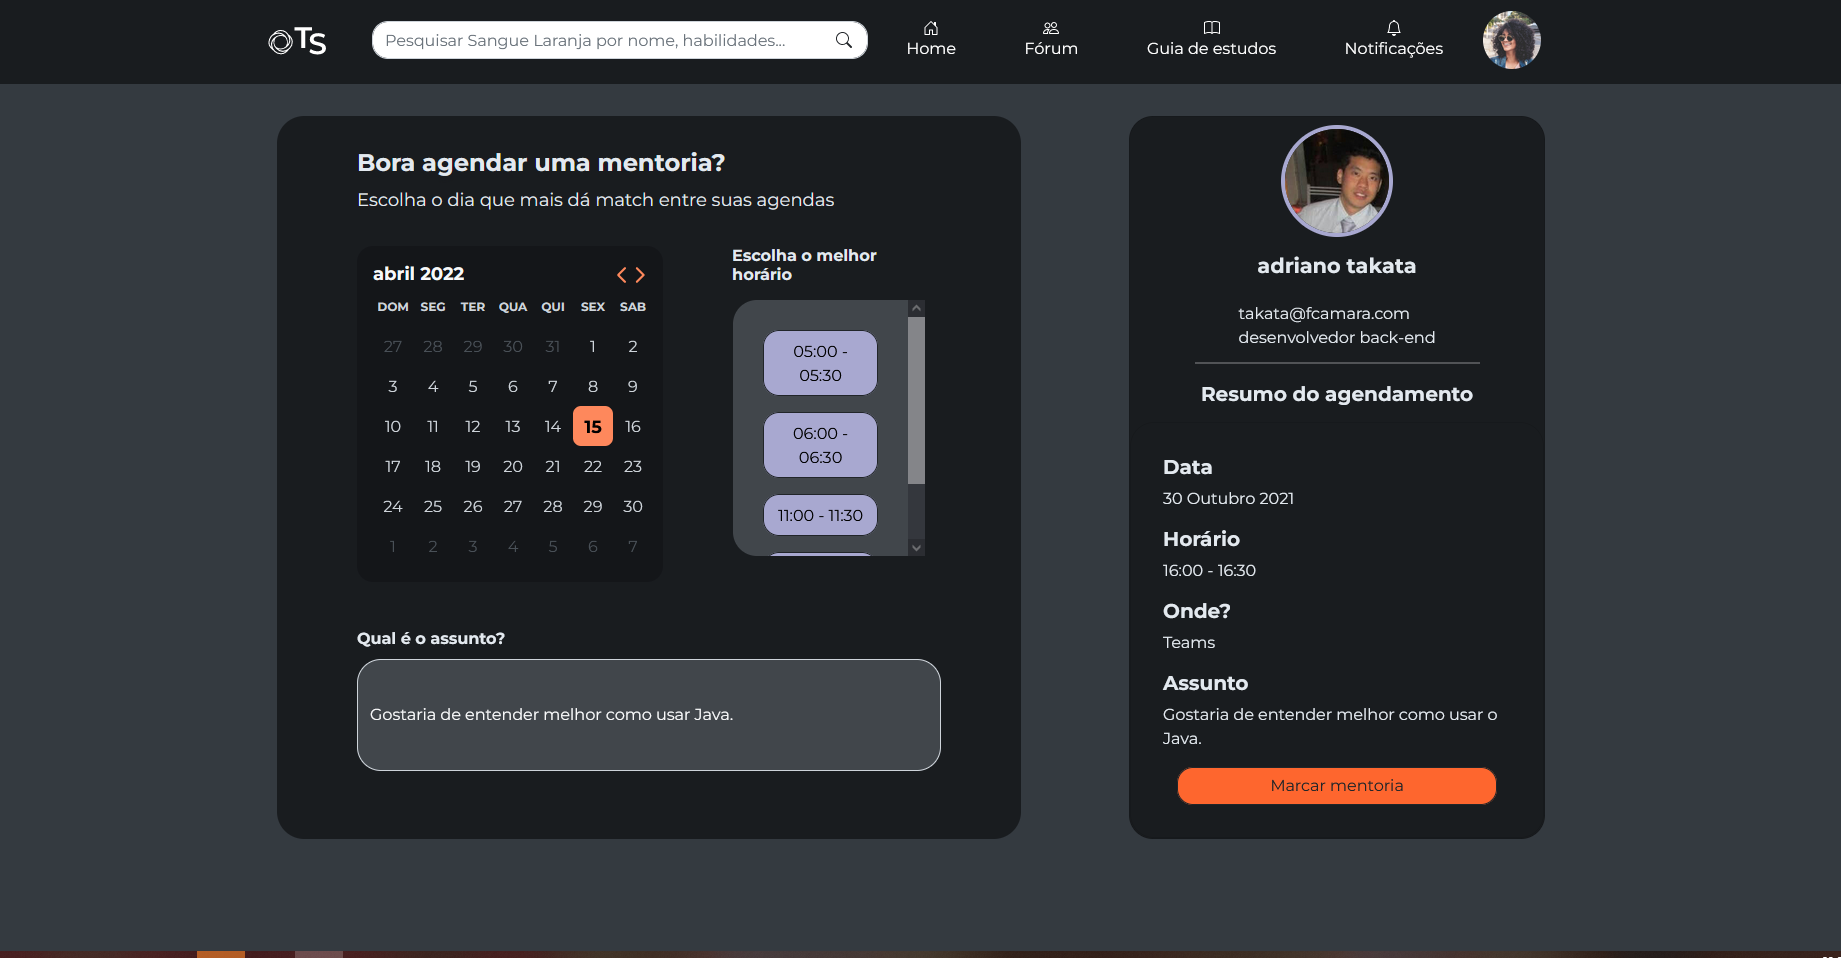 TS
Pesquisar Sangue Laranja por nome, habilidades...
Home
Fórum
Guia de estudos
Notificações
Bora agendar uma mentoria?
Escolha o dia que mais dá match entre suas agendas
abril 2022
DOM SEG TER QUA QUI SEX SAB
27 28 29 30 31 1 2
3 4 5 6 7 8 9
10 11 12 13 14 15 16
17 18 19 20 21 22 23
24 25 26 27 28 29 30
1 2 3 4 5 6 7
Escolha o melhor
horário
05:00 -
05:30
06:00 -
06:30
11:00 - 11:30
Qual é o assunto?
Gostaria de entender melhor como usar Java.
adriano takata
takata@fcamara.com
desenvolvedor back-end
Resumo do agendamento
Data
30 Outubro 2021
Horário
16:00 - 16:30
Onde?
Teams
Assunto
Gostaria de entender melhor como usar o
Java.
Marcar mentoria